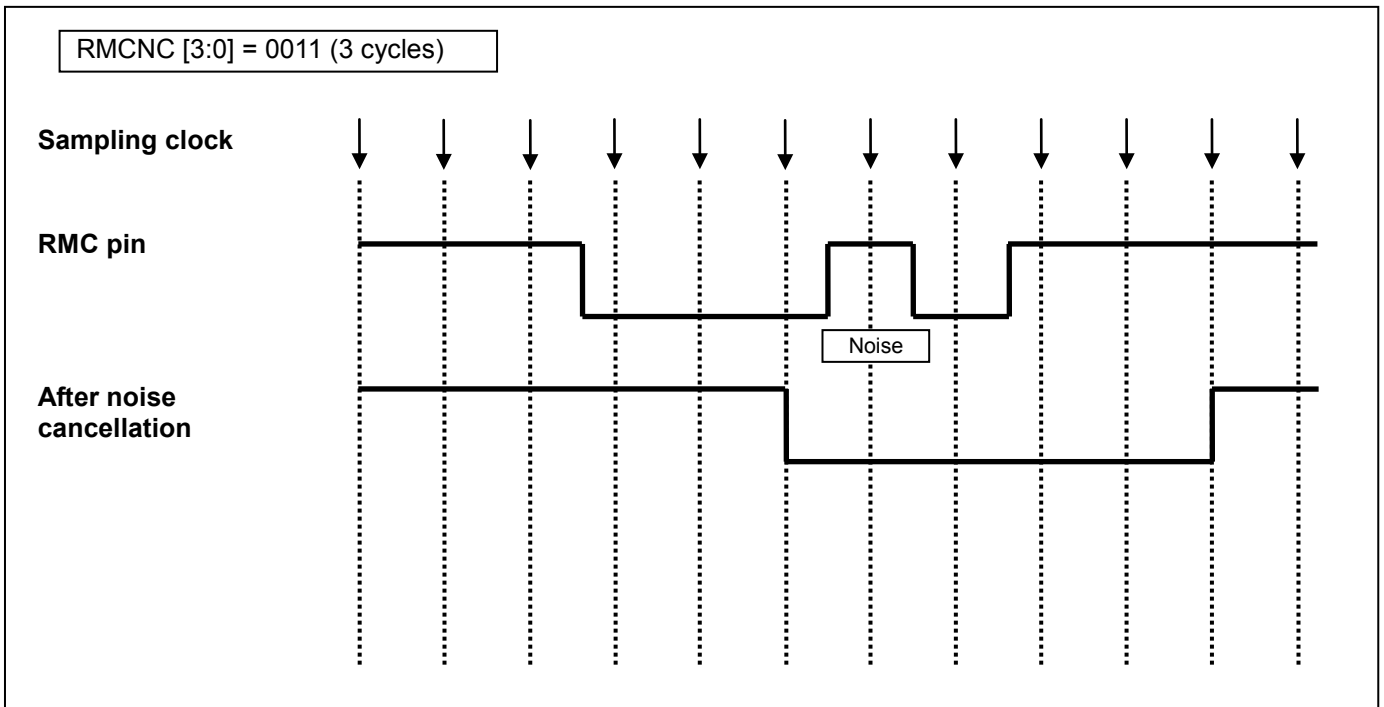 RMCNC [3:0] = 0011 (3 cycles)
Sampling clock
RMC pin
Noise
After noise
cancellation